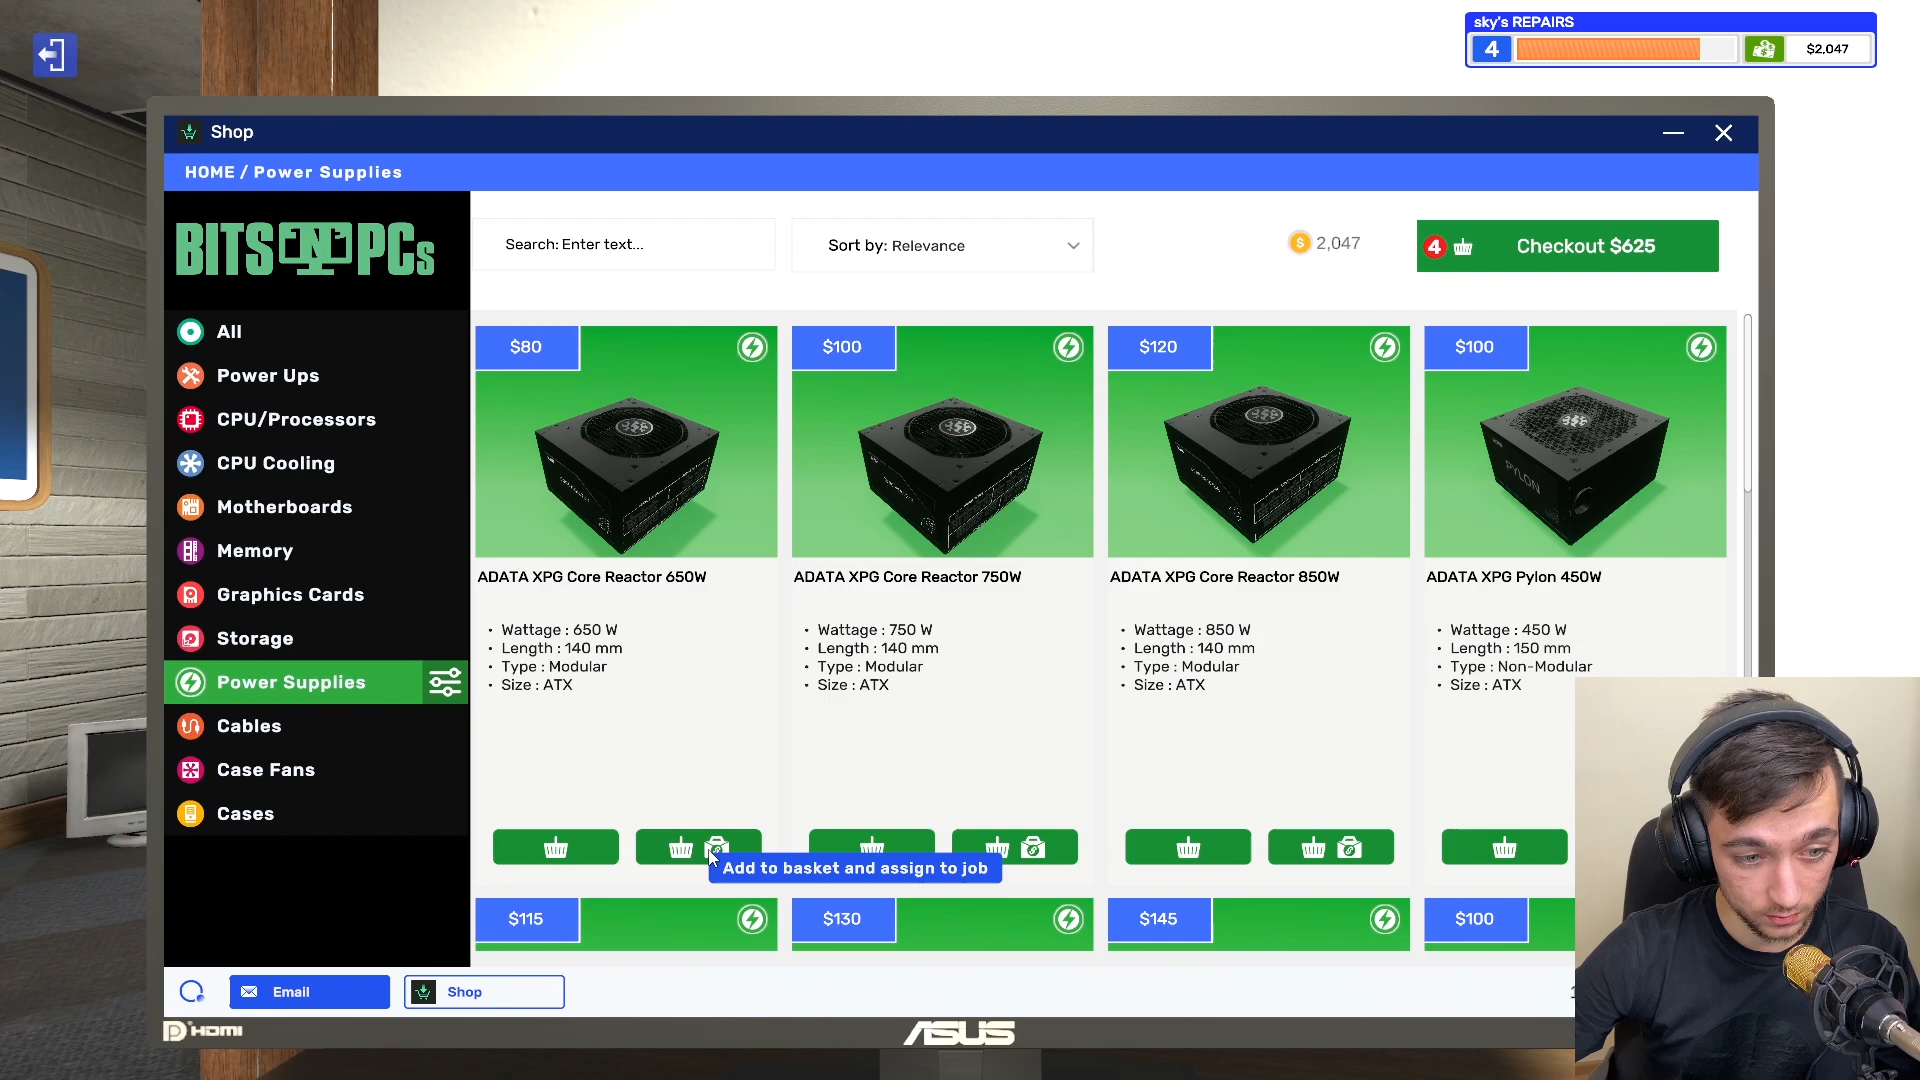 sky's REPAIRS
4
$2,047
Shop
HOME / Power Supplies
BITS N PCs
Search: Enter text...
Sort by: Relevance
$ 2,047
4
Checkout $625
All
Power Ups
CPU/Processors
CPU Cooling
Motherboards
Memory
Graphics Cards
Storage
Power Supplies
Cables
Case Fans
Cases
$80
$100
$120
$100
PYLON
ADATA XPG Core Reactor 650W
ADATA XPG Core Reactor 750W
ADATA XPG Core Reactor 850W
ADATA XPG Pylon 450W
• Wattage : 650 W
• Length : 140 mm
• Type : Modular
• Size : ATX
• Wattage : 750 W
• Length : 140 mm
• Type : Modular
• Size : ATX
• Wattage : 850 W
• Length : 140 mm
• Type : Modular
• Size : ATX
• Wattage : 450 W
• Length : 150 mm
• Type : Non-Modular
• Size : ATX
Add to basket and assign to job
$115
$130
$145
$100
Email
Shop
HDMI
ASUS